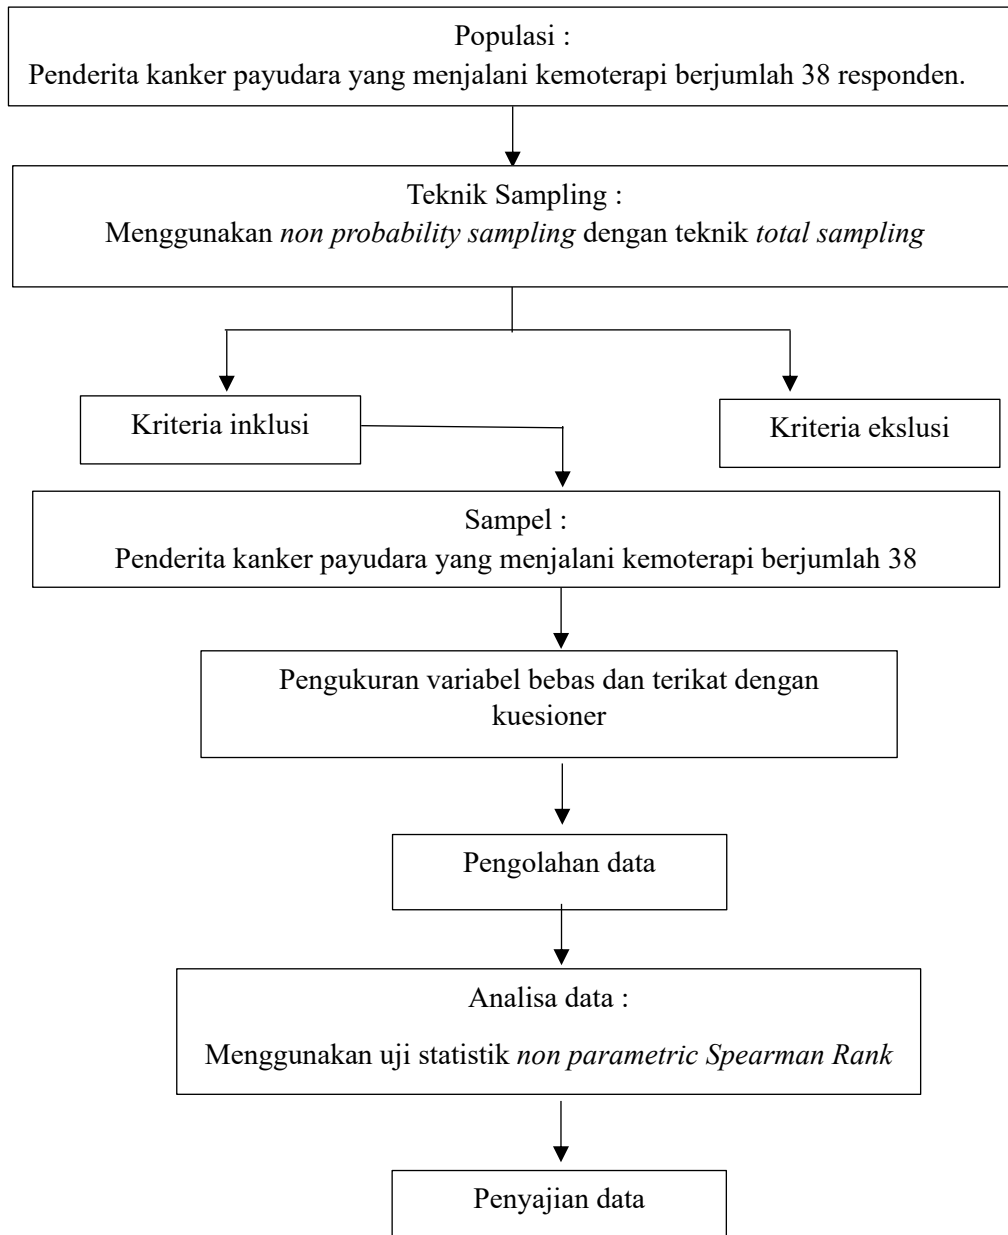 Populasi :
Penderita kanker payudara yang menjalani kemoterapi berjumlah 38 responden.
Teknik Sampling :
Menggunakan non probability sampling dengan teknik total sampling
Kriteria inklusi
Kriteria ekslusi
Sampel :
Penderita kanker payudara yang menjalani kemoterapi berjumlah 38
Pengukuran variabel bebas dan terikat dengan
kuesioner
Pengolahan data
Analisa data :
Menggunakan uji statistik non parametric Spearman Rank
Penyajian data